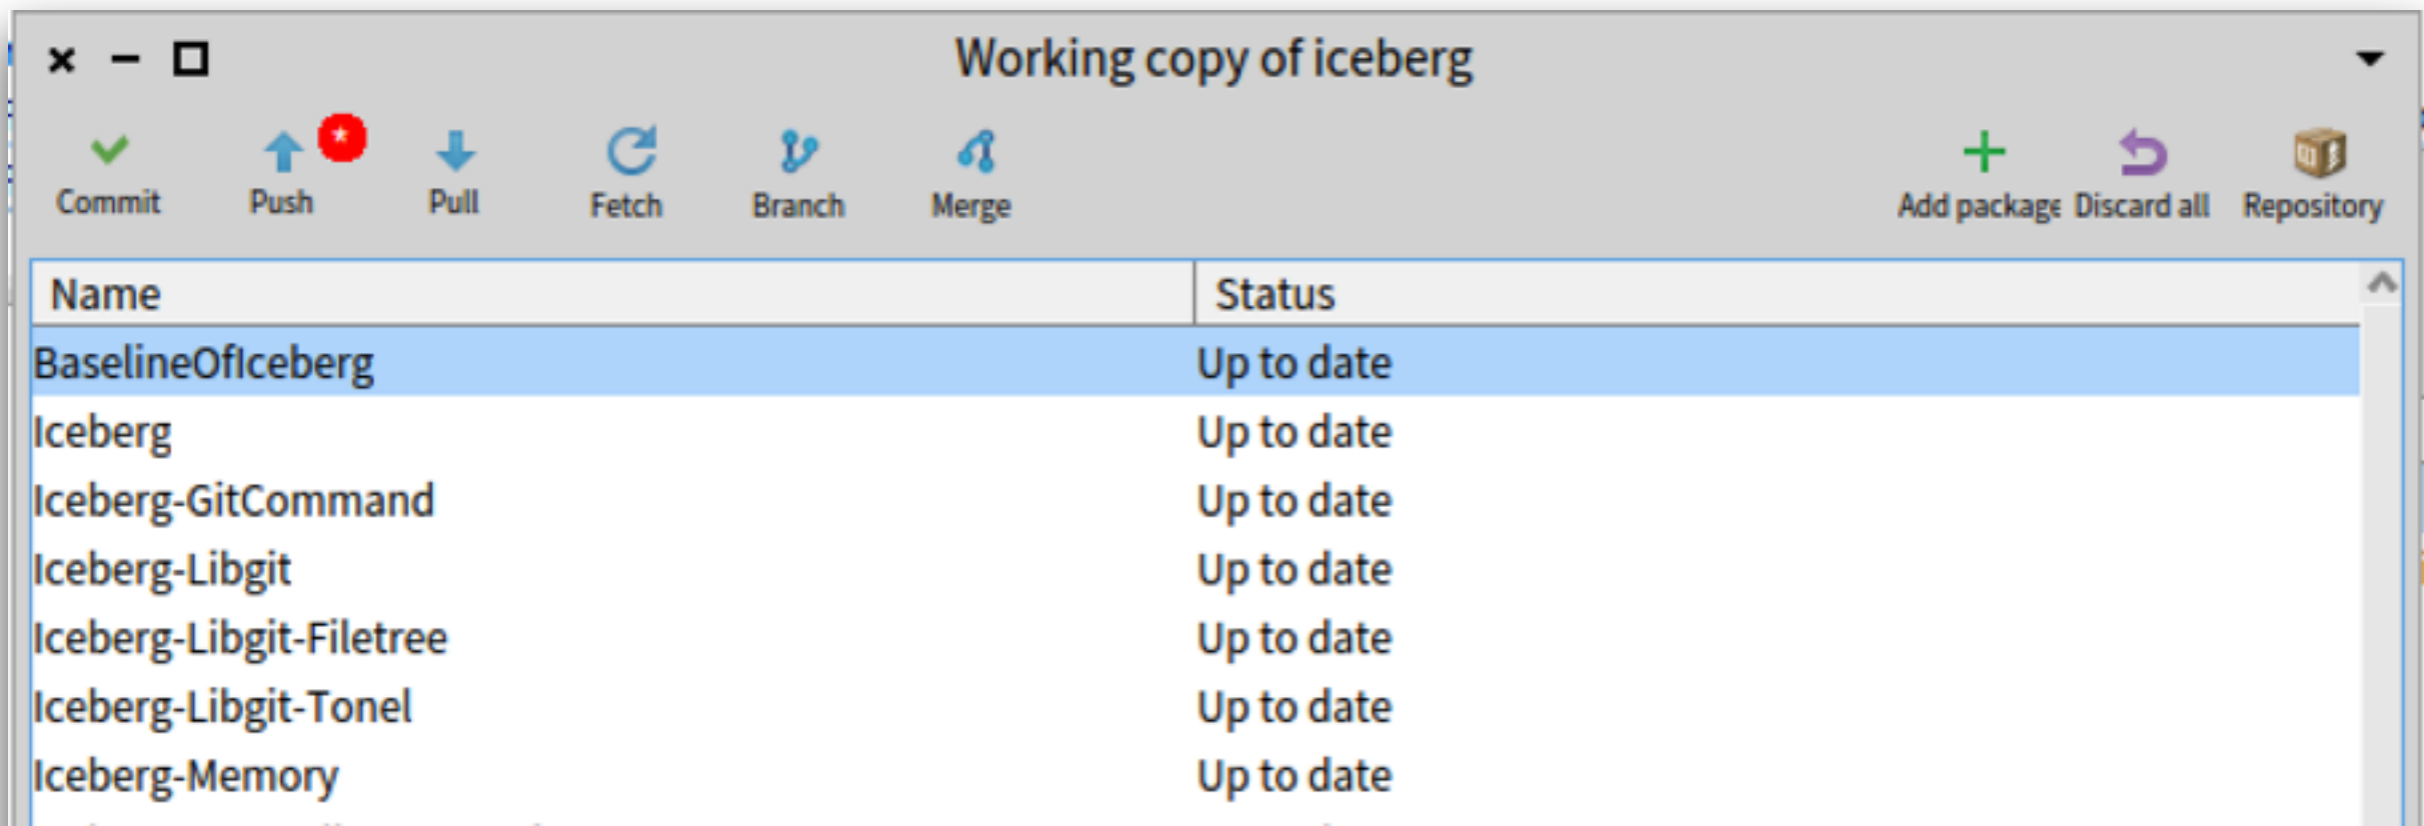 Working copy of iceberg
*
Commit Push Pull Fetch Branch Merge Add package Discard all Repository
Name Status
BaselineOfIceberg Up to date
Iceberg Up to date
Iceberg-GitCommand Up to date
Iceberg-Libgit Up to date
Iceberg-Libgit-Filetree Up to date
Iceberg-Libgit-Tonel Up to date
Iceberg-Memory Up to date